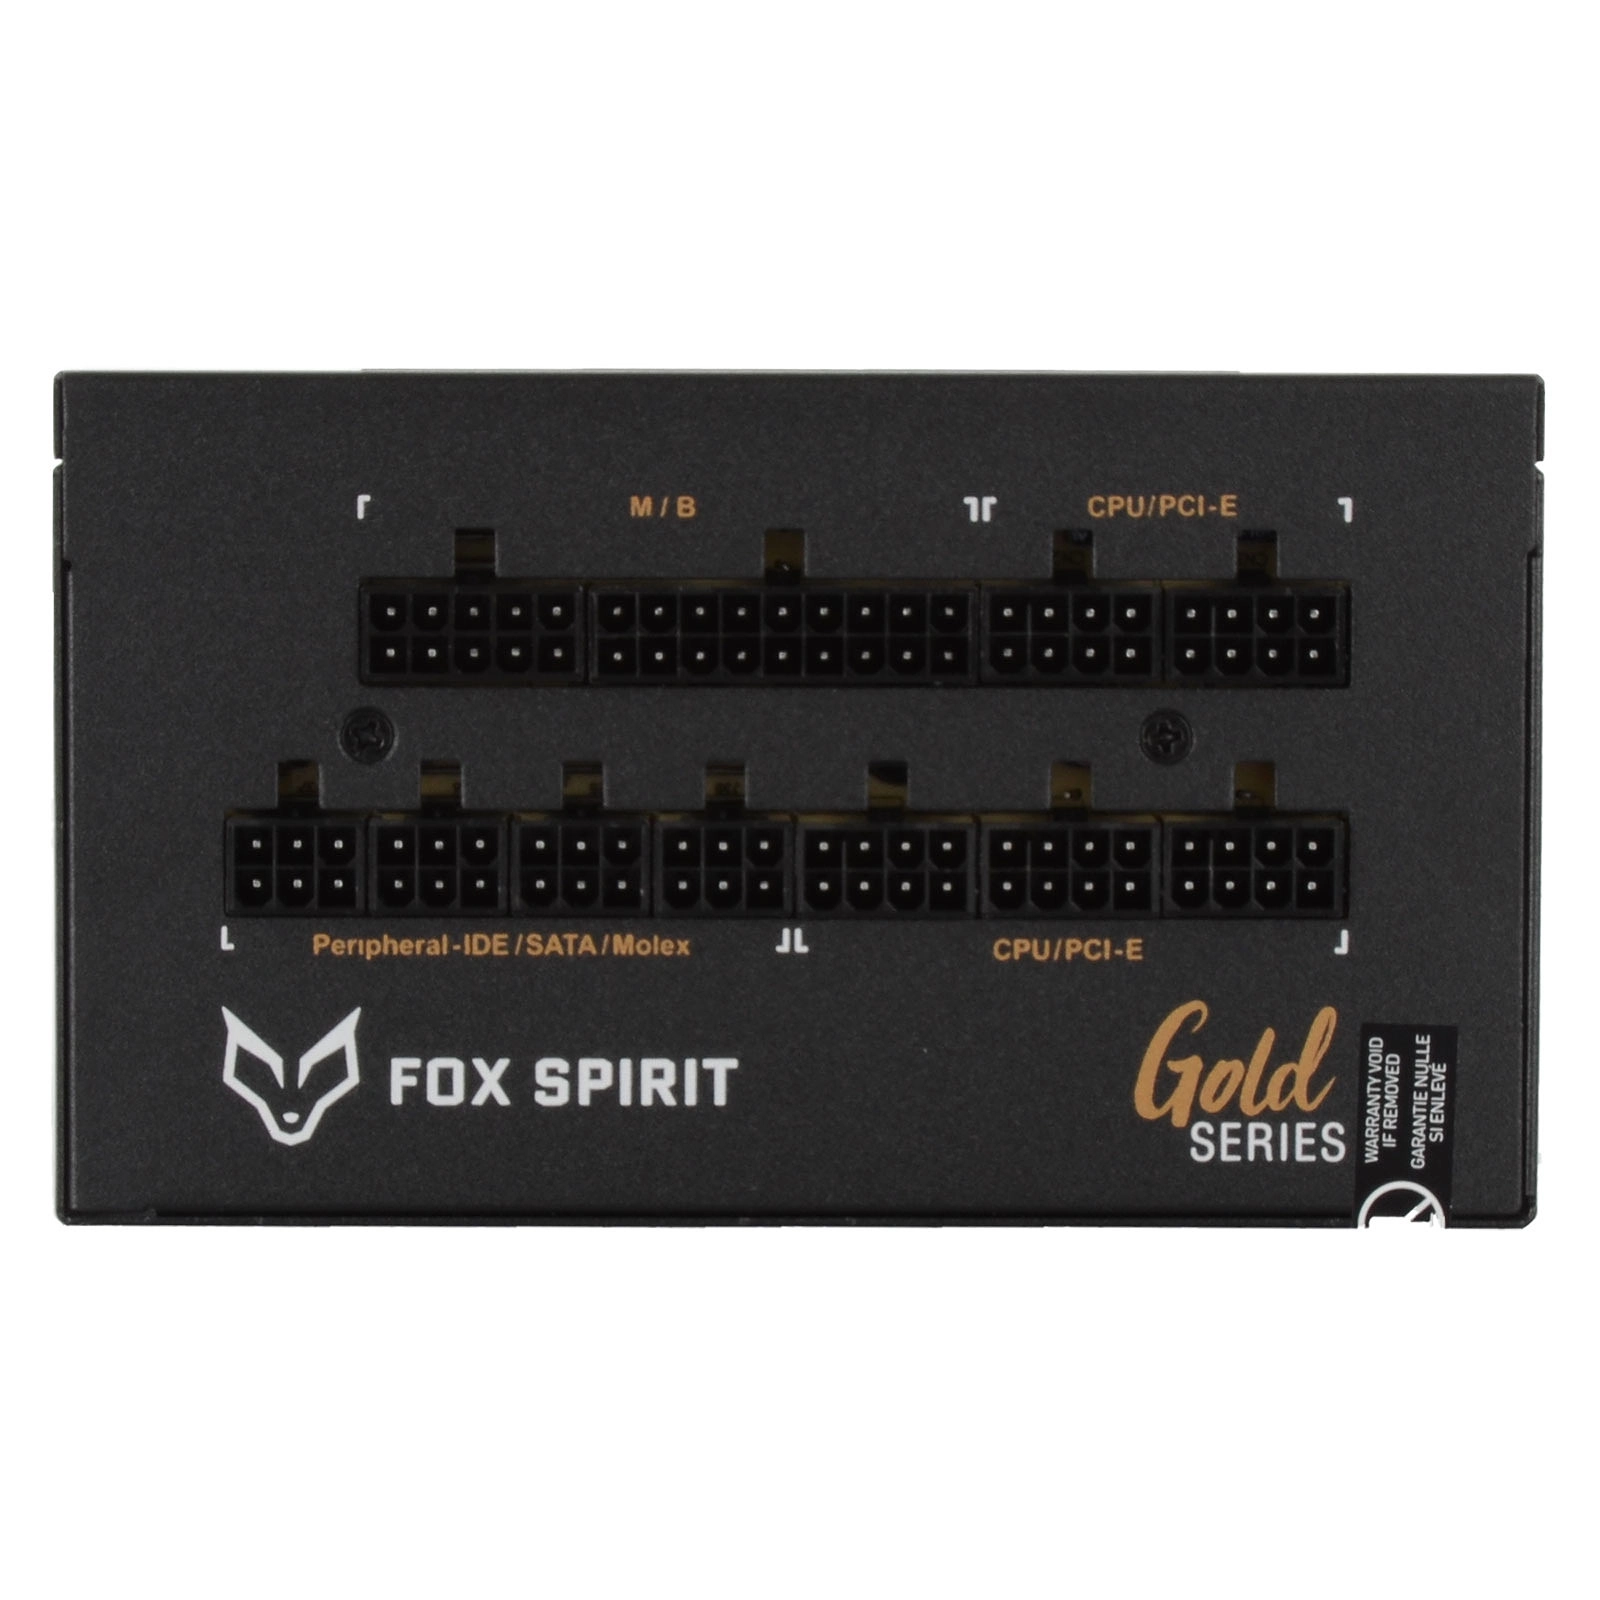 M / B
CPU/PCI-E
Peripheral-IDE/SATA/Molex
CPU/PCI-E
FOX SPIRIT
Gold
SERIES
WARRANTY VOID
IF REMOVED
GARANTIE NULLE
SI ENLEVÉ